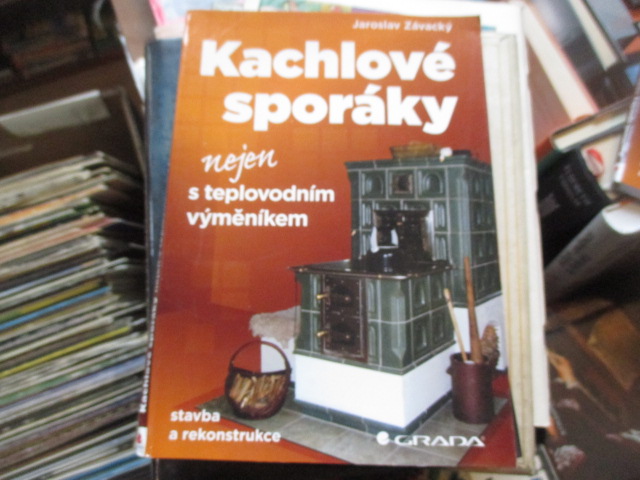 Jaroslav Závacký
Kachlové
sporáky
nejen
s teplovodním
výměníkem
stavba
a rekonstrukce
GRADA